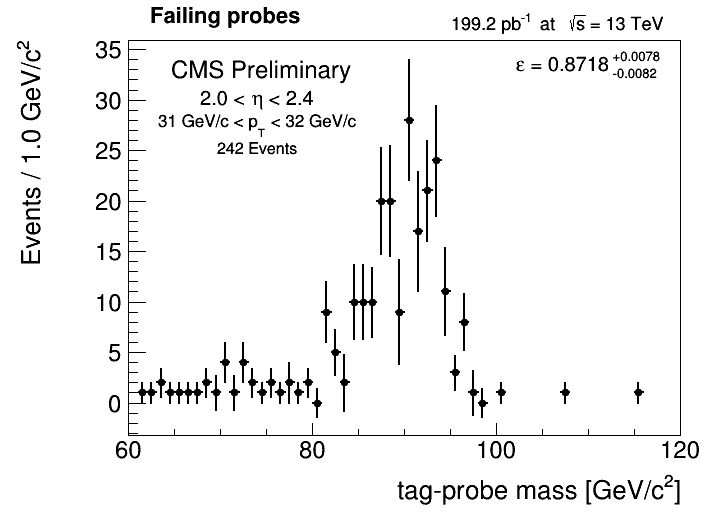 Failing probes
199.2 pb⁻¹ at √s = 13 TeV
CMS Preliminary
2.0 < η < 2.4
31 GeV/c < p_T < 32 GeV/c
242 Events
ε = 0.8718 +0.0078 -0.0082
Events / 1.0 GeV/c²
35
30
25
20
15
10
5
0
60 80 100 120
tag-probe mass [GeV/c²]